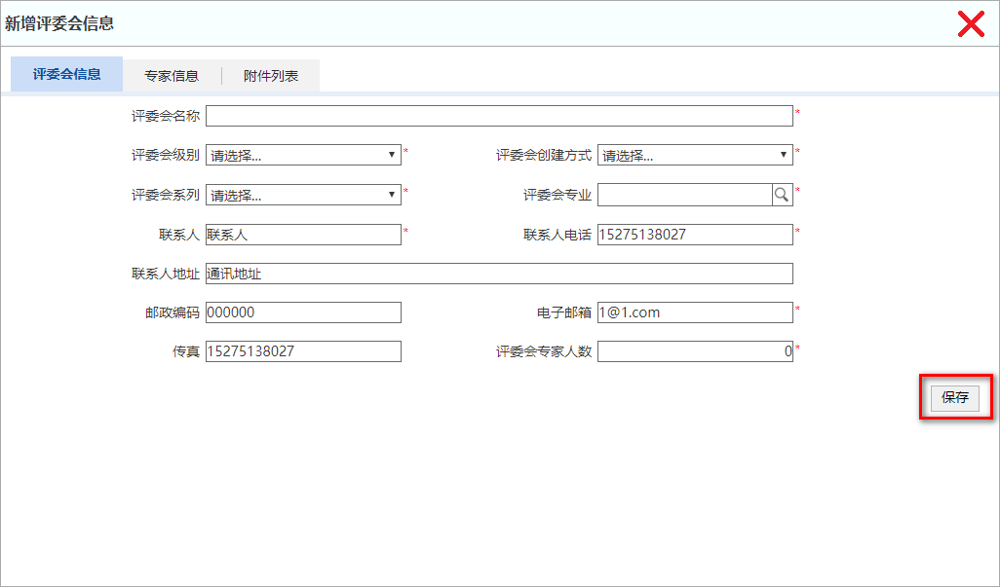 新增评委会信息
评委会信息 专家信息 附件列表
评委会名称 *
评委会级别 请选择... * 评委会创建方式 请选择... *
评委会系列 请选择... * 评委会专业 *
联系人 联系人 * 联系人电话 15275138027 *
联系人地址 通讯地址
邮政编码 000000 电子邮箱 1@1.com *
传真 15275138027 评委会专家人数 0 *
保存